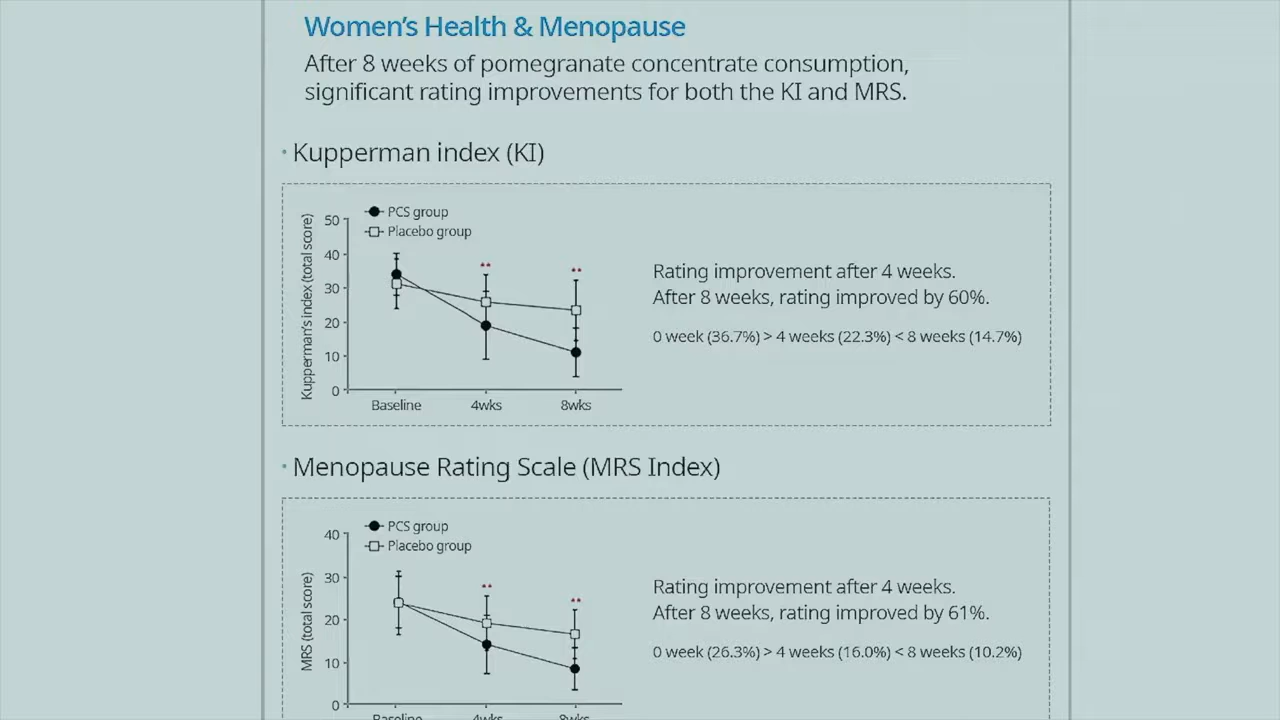 Women's Health & Menopause
After 8 weeks of pomegranate concentrate consumption,
significant rating improvements for both the KI and MRS.
· Kupperman index (KI)
PCS group
Placebo group
Kupperman's index (total score)
50
40
30
20
10
0
**
**
Baseline 4wks 8wks
Rating improvement after 4 weeks.
After 8 weeks, rating improved by 60%.
0 week (36.7%) > 4 weeks (22.3%) < 8 weeks (14.7%)
· Menopause Rating Scale (MRS Index)
PCS group
Placebo group
MRS (total score)
40
30
20
10
0
**
**
Baseline 4wks 8wks
Rating improvement after 4 weeks.
After 8 weeks, rating improved by 61%.
0 week (26.3%) > 4 weeks (16.0%) < 8 weeks (10.2%)